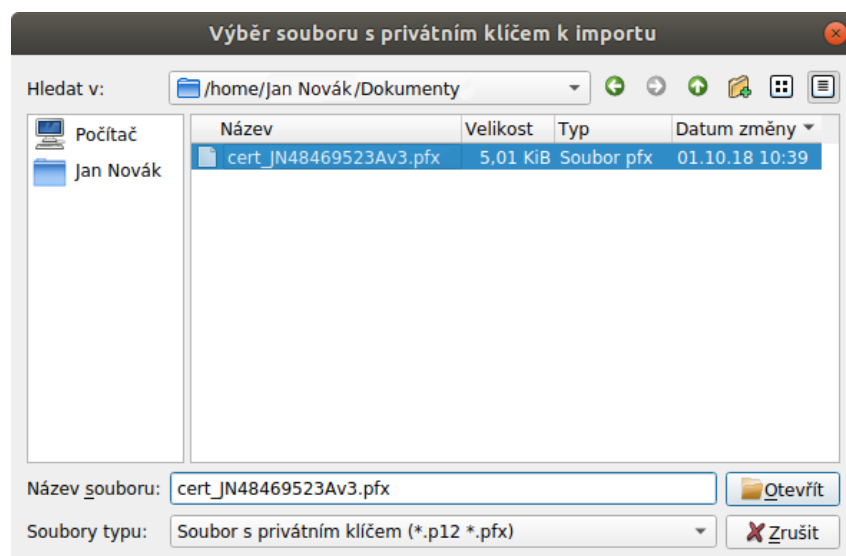 Výběr souboru s privátním klíčem k importu
Hledat v: /home/Jan Novák/Dokumenty
Počítač
Jan Novák
Název Velikost Typ Datum změny
cert_JN48469523Av3.pfx 5,01 KiB Soubor pfx 01.10.18 10:39
Název souboru: cert_JN48469523Av3.pfx Otevřít
Soubory typu: Soubor s privátním klíčem (*.p12 *.pfx) Zrušit